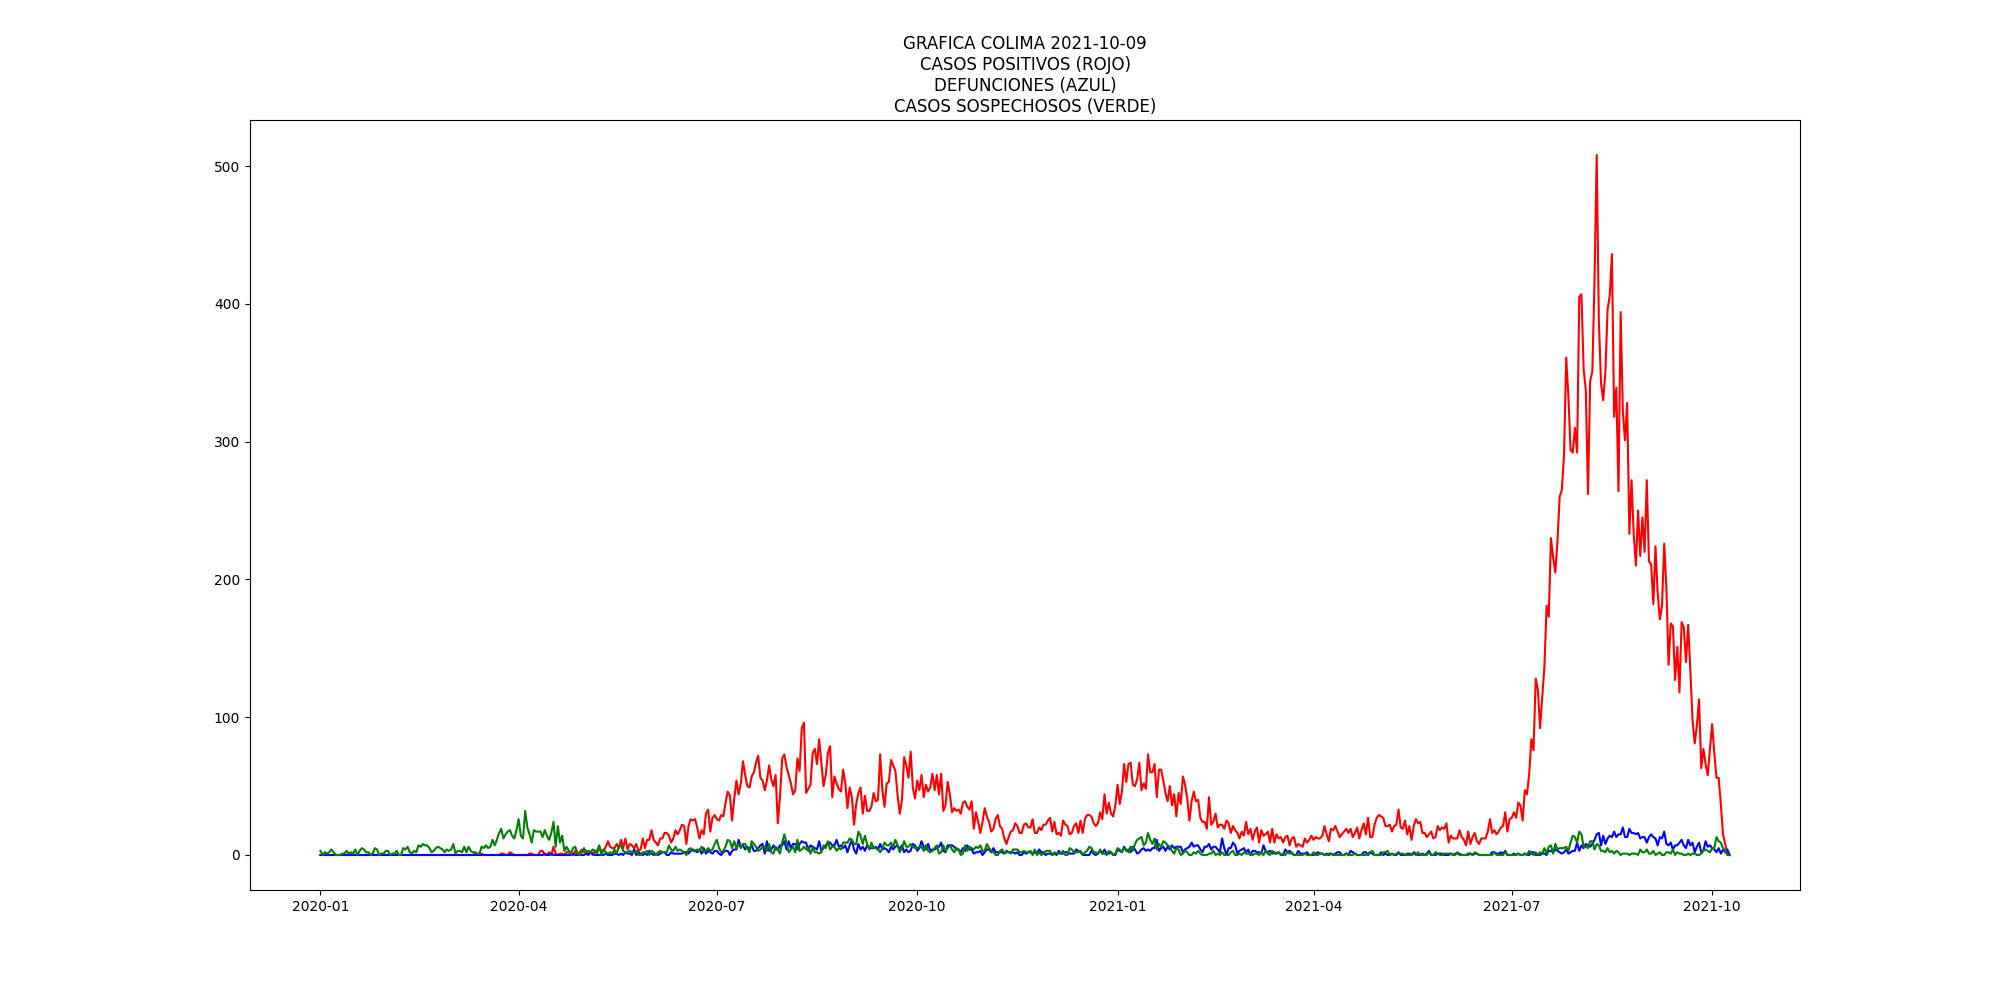 GRAFICA COLIMA 2021-10-09
CASOS POSITIVOS (ROJO)
DEFUNCIONES (AZUL)
CASOS SOSPECHOSOS (VERDE)
500
400
300
200
100
0
2020-01 2020-04 2020-07 2020-10 2021-01 2021-04 2021-07 2021-10